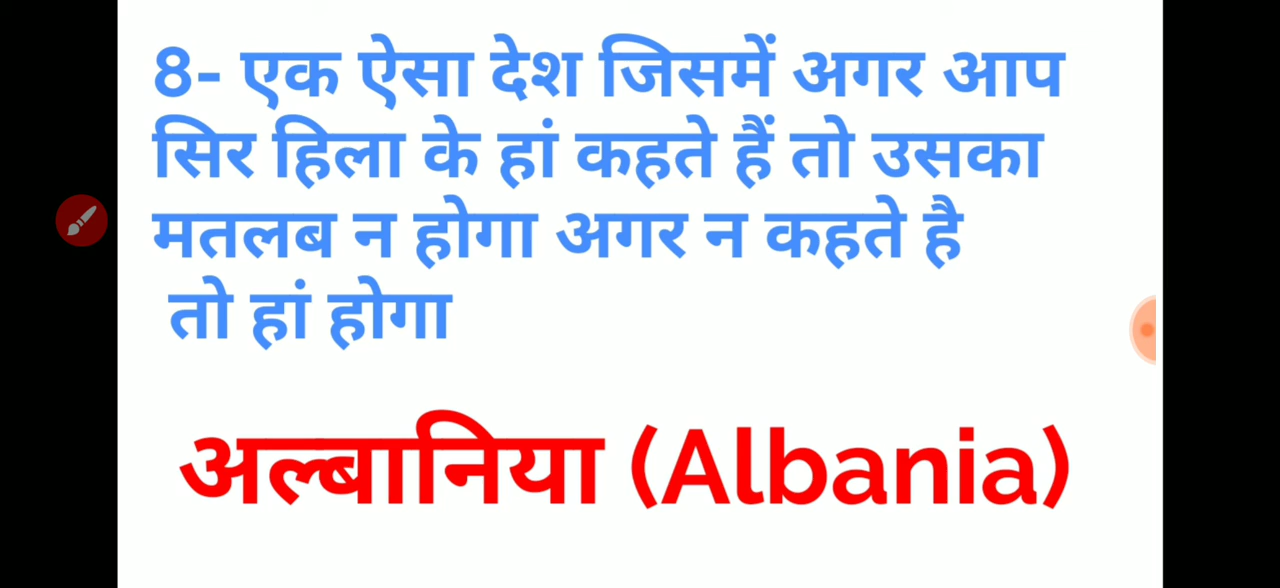 8- एक ऐसा देश जिसमें अगर आप
सिर हिला के हां कहते हैं तो उसका
मतलब न होगा अगर न कहते है
तो हां होगा
अल्बानिया (Albania)